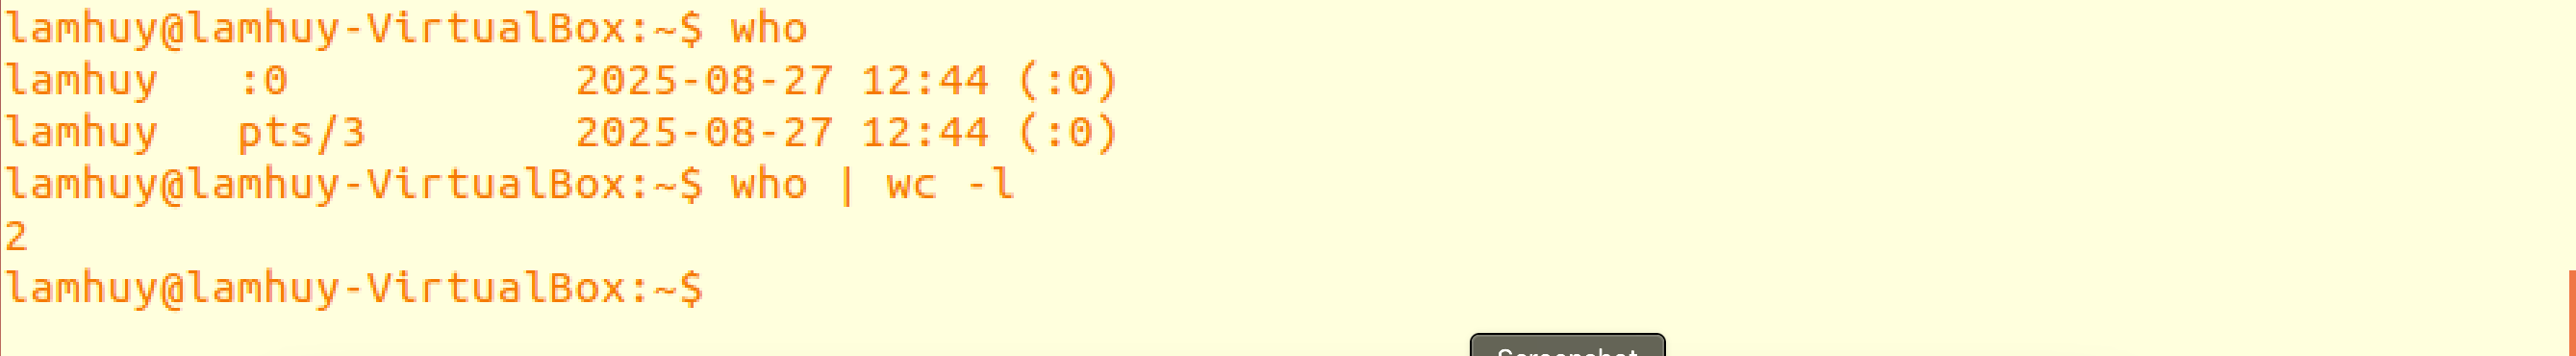 lamhuy@lamhuy-VirtualBox:~$ who
lamhuy   :0           2025-08-27 12:44 (:0)
lamhuy   pts/3        2025-08-27 12:44 (:0)
lamhuy@lamhuy-VirtualBox:~$ who | wc -l
2
lamhuy@lamhuy-VirtualBox:~$
Screenshot